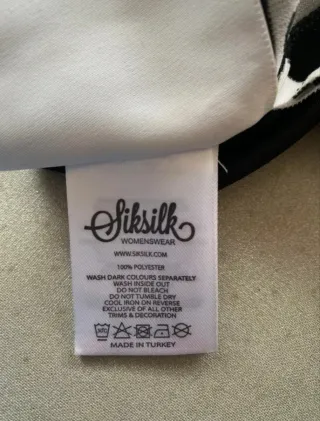 Siksilk
WOMENSWEAR
WWW.SIKSILK.COM
100% POLYESTER
WASH DARK COLOURS SEPARATELY
WASH INSIDE OUT
DO NOT BLEACH
DO NOT TUMBLE DRY
COOL IRON ON REVERSE
EXCLUSIVE OF ALL OTHER
TRIMS & DECORATION
MADE IN TURKEY